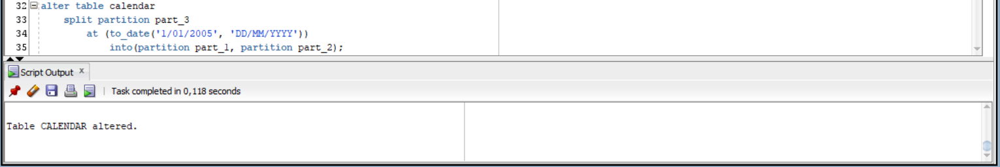 32 alter table calendar
33 split partition part_3
34 at (to_date('1/01/2005', 'DD/MM/YYYY'))
35 into(partition part_1, partition part_2);
Script Output x
Task completed in 0,118 seconds
Table CALENDAR altered.